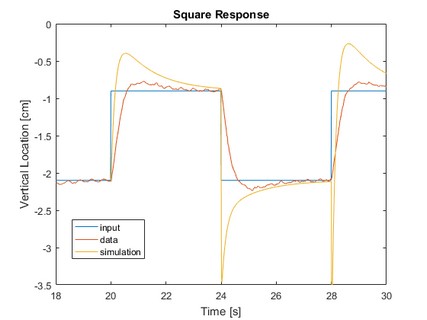 Square Response
0
-0.5
-1
-1.5
-2
-2.5
-3
-3.5
Vertical Location [cm]
input
data
simulation
18 20 22 24 26 28 30
Time [s]